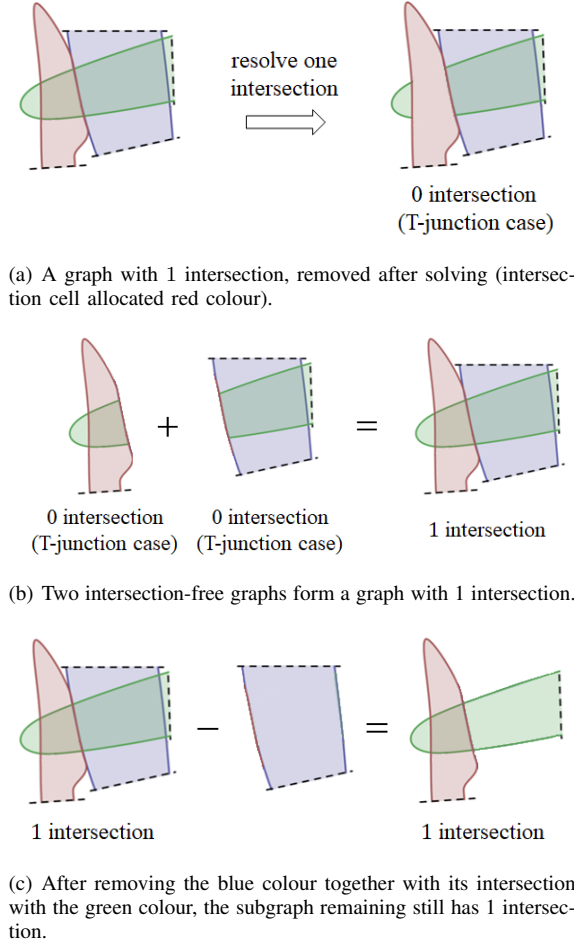 resolve one
intersection
0 intersection
(T-junction case)
(a) A graph with 1 intersection, removed after solving (intersec-
tion cell allocated red colour).
+
=
0 intersection
(T-junction case)
0 intersection
(T-junction case)
1 intersection
(b) Two intersection-free graphs form a graph with 1 intersection.
−
=
1 intersection
1 intersection
(c) After removing the blue colour together with its intersection
with the green colour, the subgraph remaining still has 1 intersec-
tion.